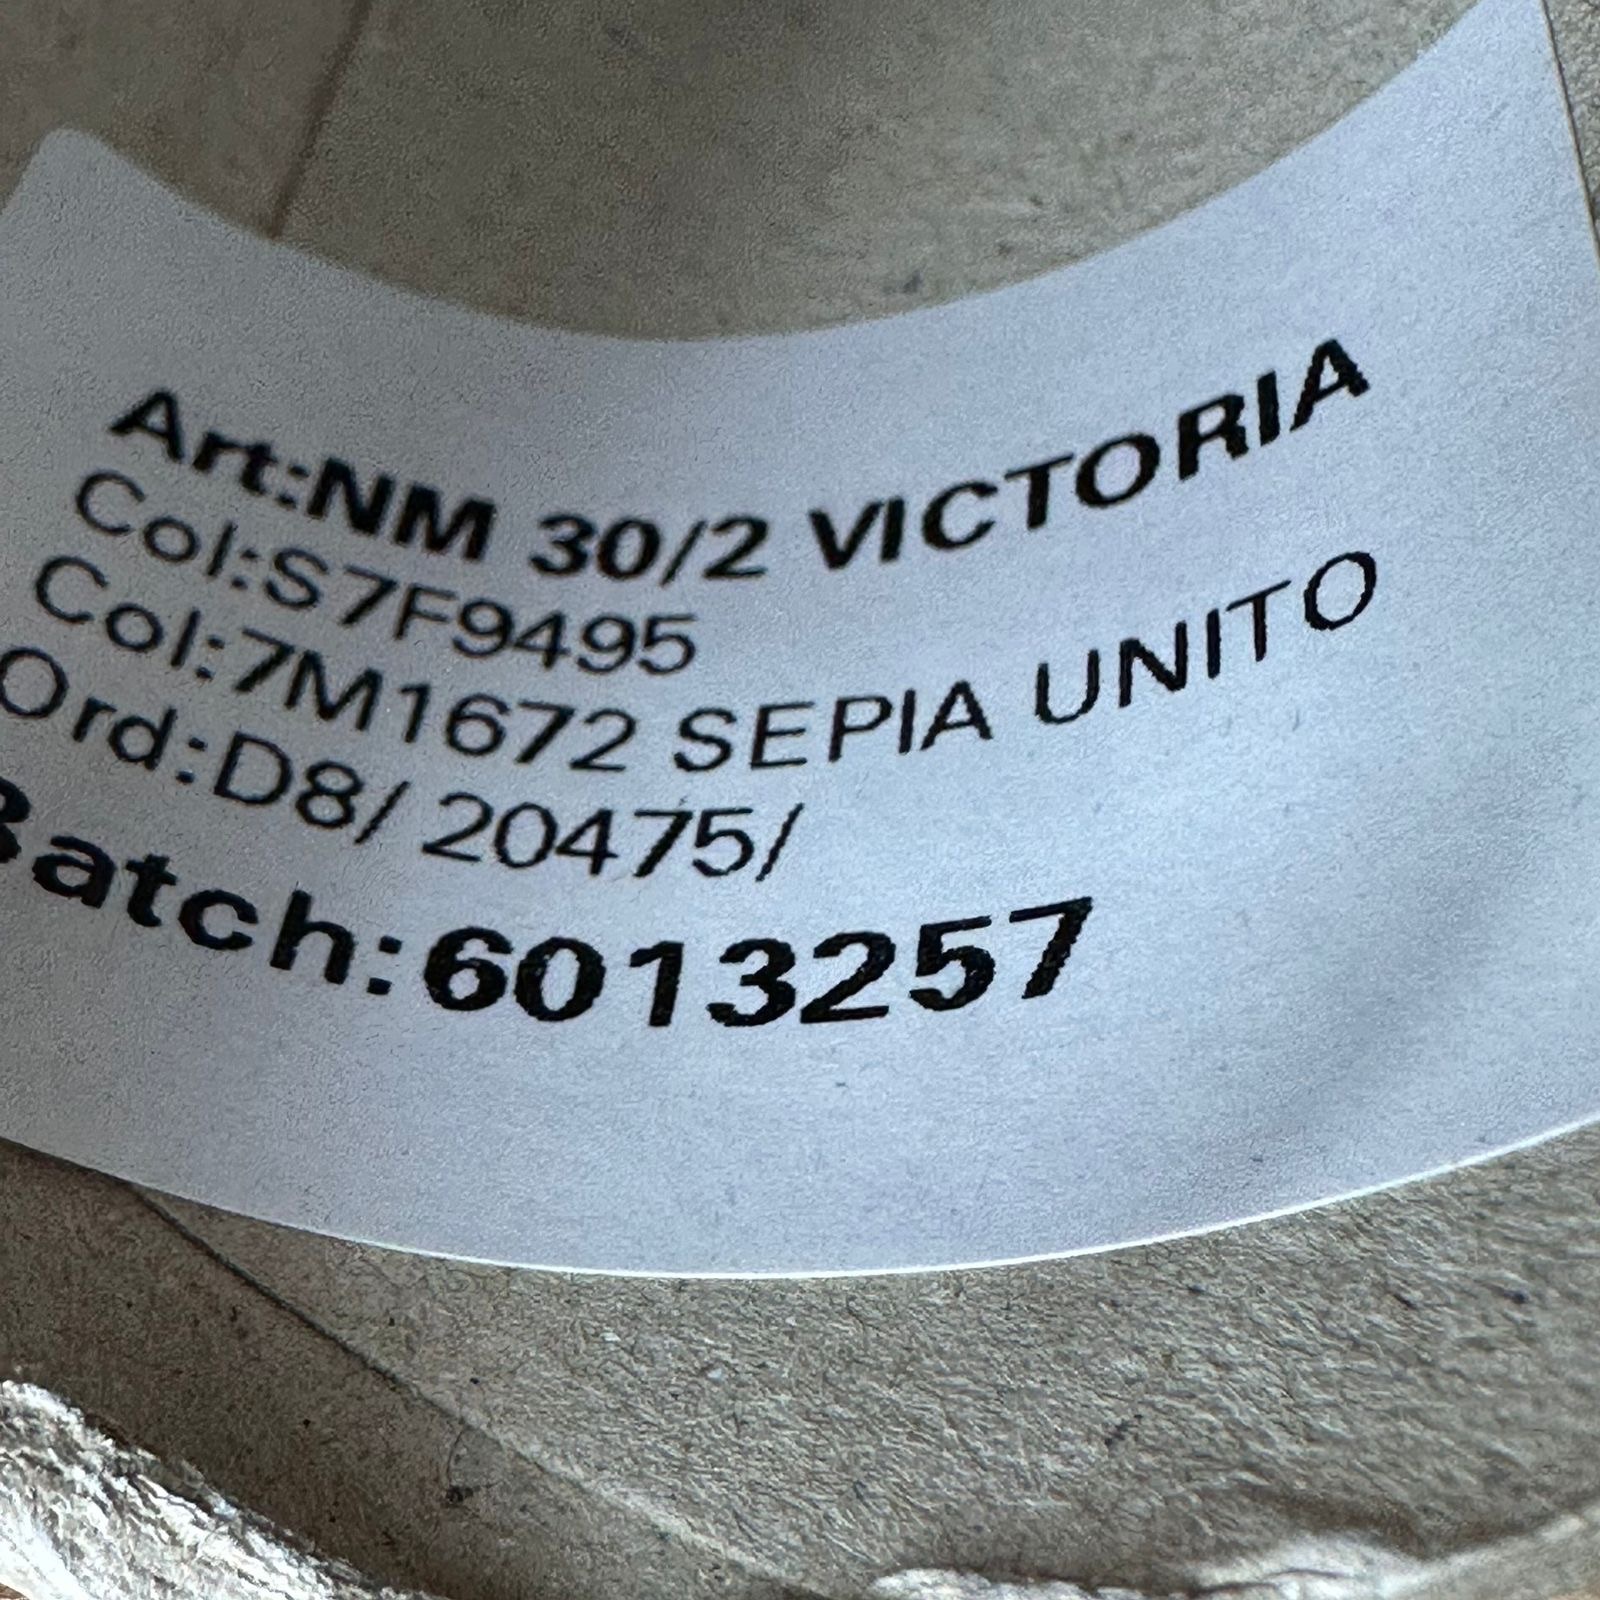 Art:NM 30/2 VICTORIA
Col:S7F9495
Col:7M1672 SEPIA UNITO
Ord:D8/ 20475/
Batch:6013257